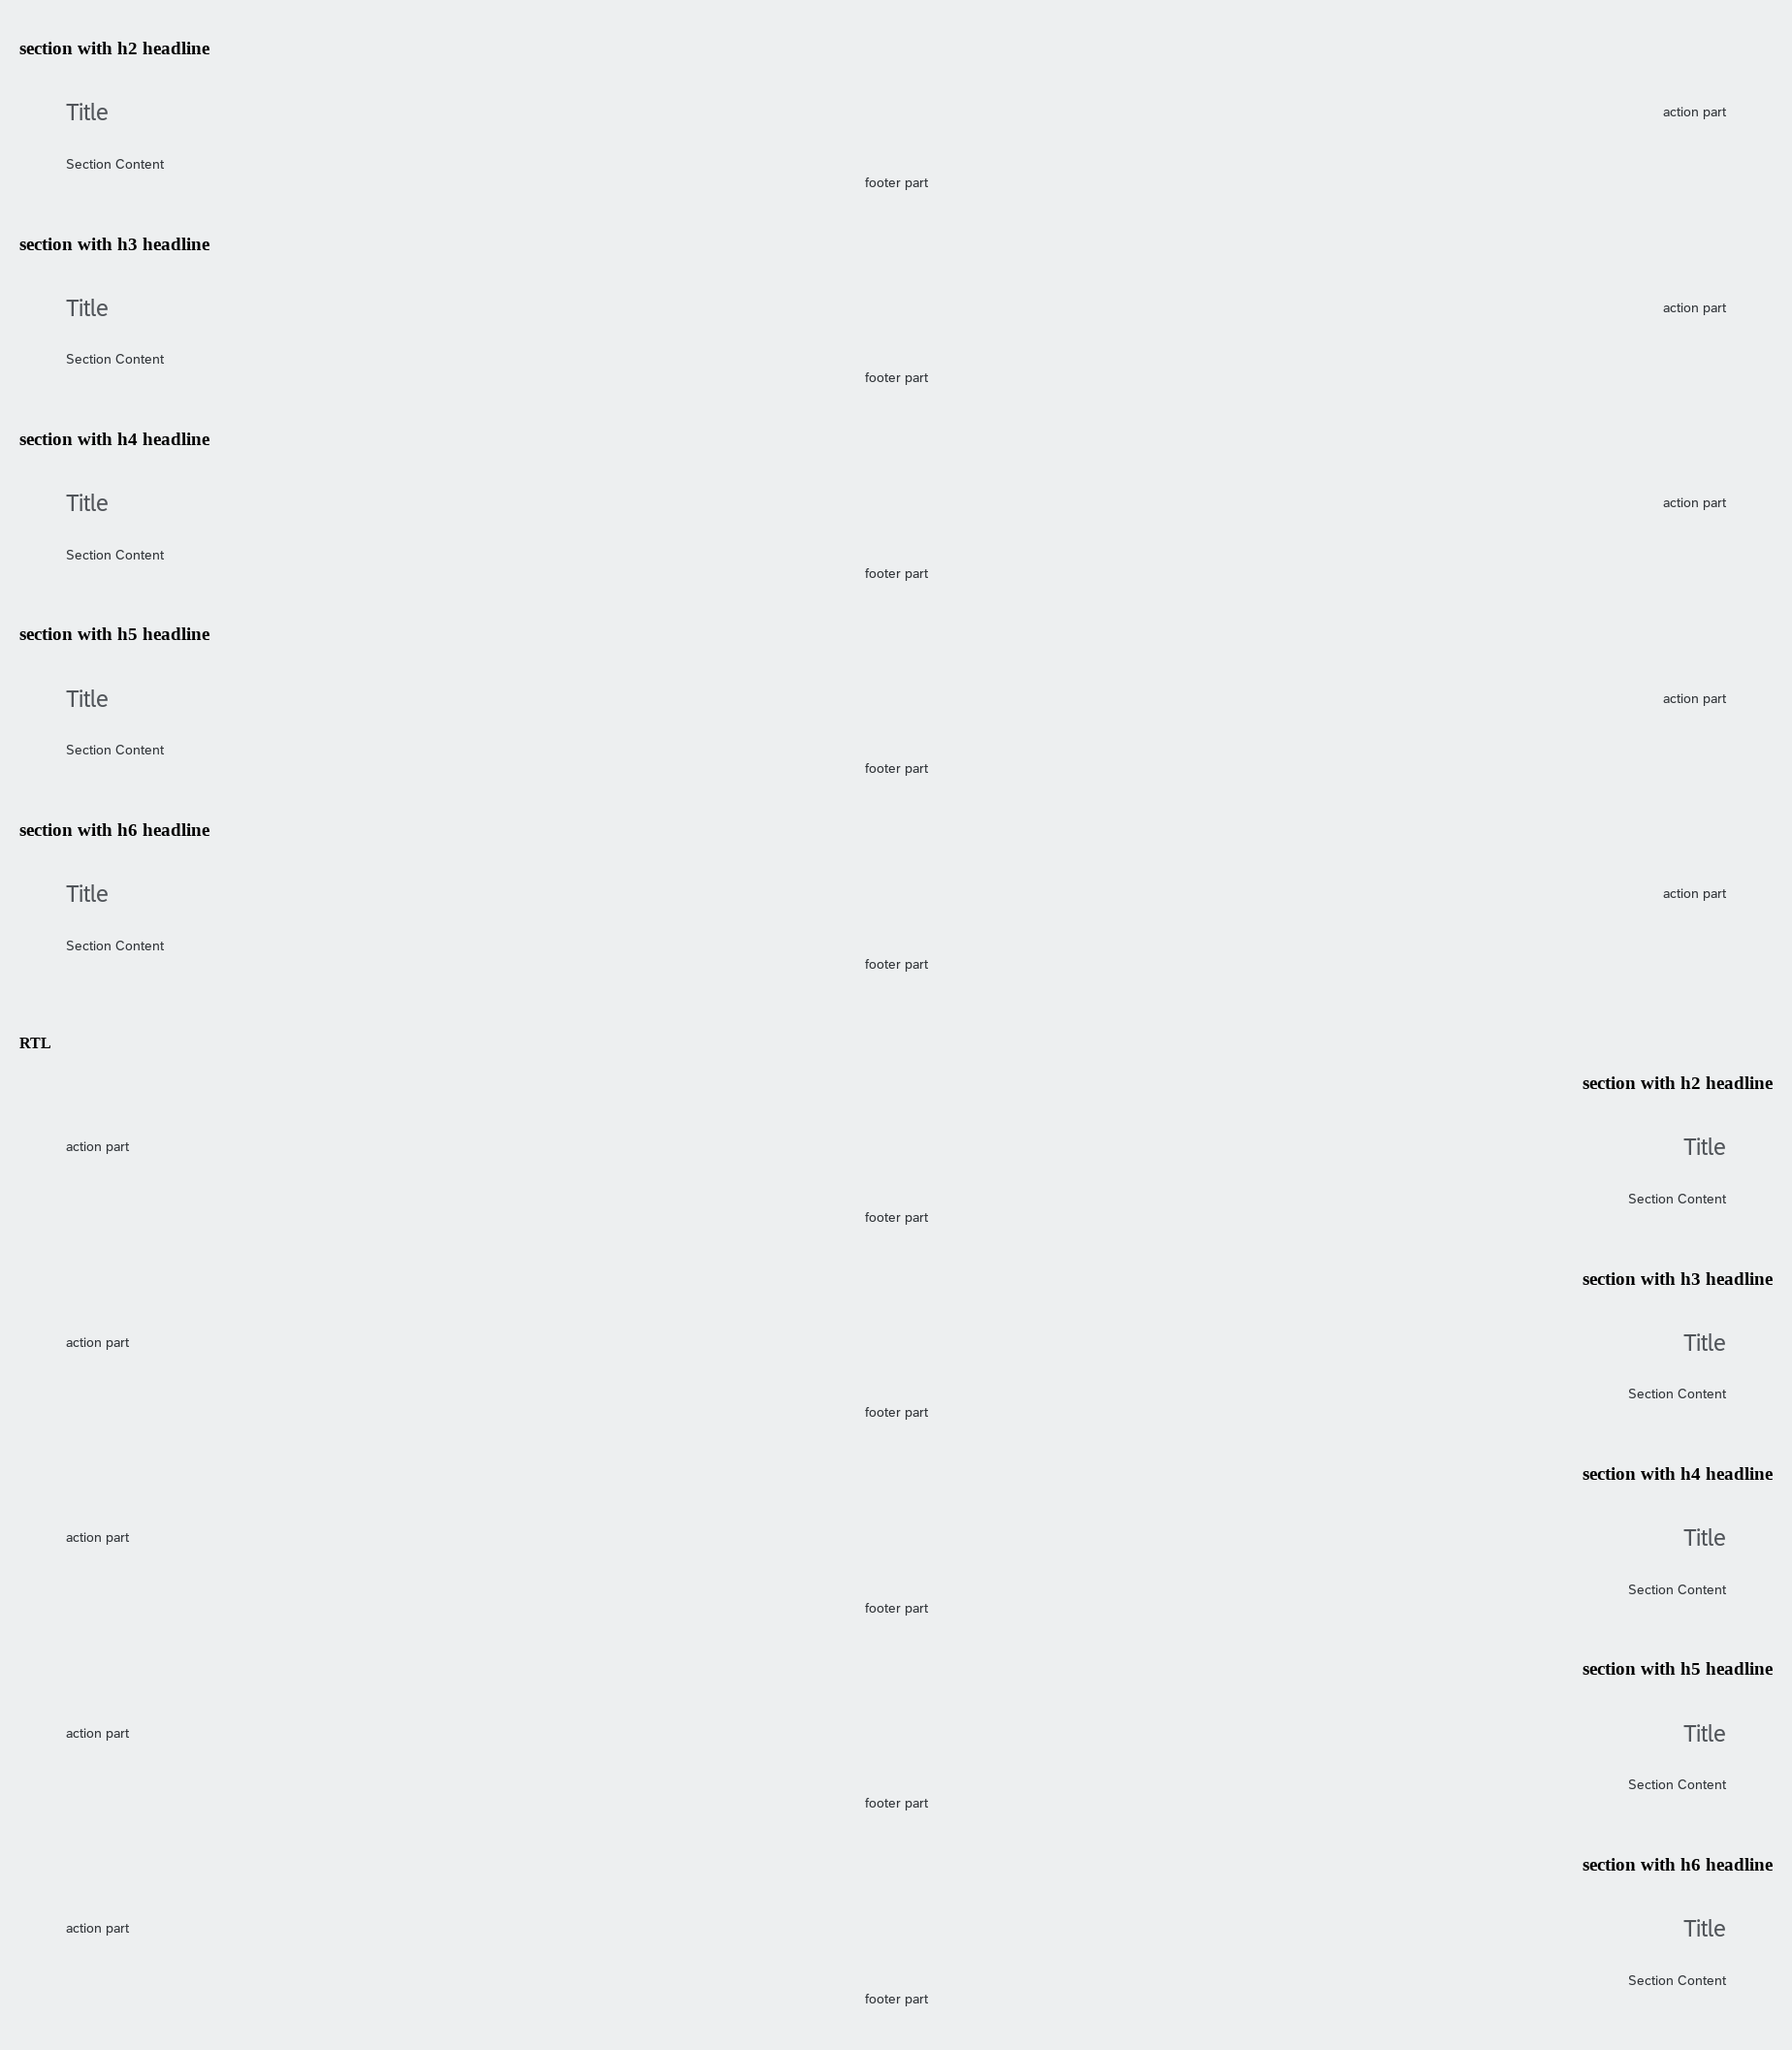 section with h2 headline
Title
action part
Section Content
footer part
section with h3 headline
Title
action part
Section Content
footer part
section with h4 headline
Title
action part
Section Content
footer part
section with h5 headline
Title
action part
Section Content
footer part
section with h6 headline
Title
action part
Section Content
footer part
RTL
section with h2 headline
action part
Title
Section Content
footer part
section with h3 headline
action part
Title
Section Content
footer part
section with h4 headline
action part
Title
Section Content
footer part
section with h5 headline
action part
Title
Section Content
footer part
section with h6 headline
action part
Title
Section Content
footer part